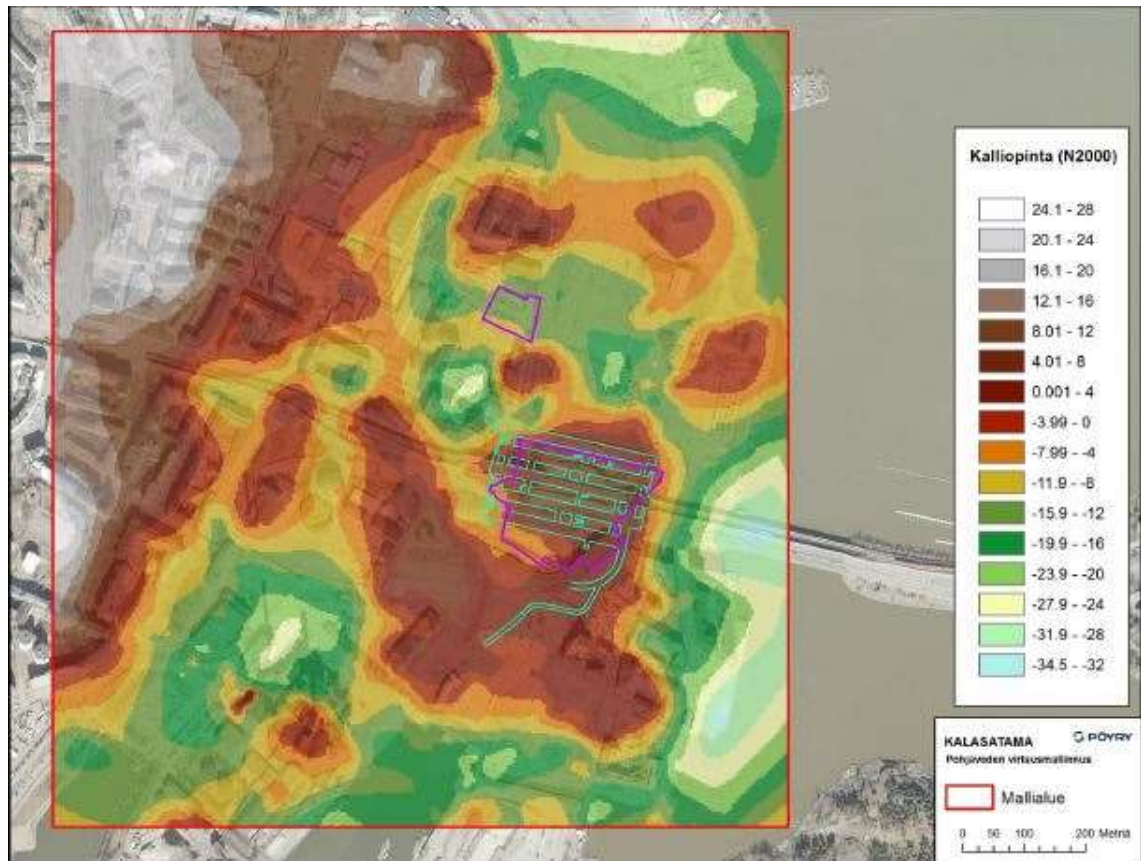 Kalliopinta (N2000)
24.1 - 28
20.1 - 24
16.1 - 20
12.1 - 16
8.01 - 12
4.01 - 8
0.001 - 4
-3.99 - 0
-7.99 - -4
-11.9 - -8
-15.9 - -12
-19.9 - -16
-23.9 - -20
-27.9 - -24
-31.9 - -28
-34.5 - -32
KALASATAMA PÖYRY
Pohjaveden virtausmallinnus
Mallialue
0 50 100 200 Metriä